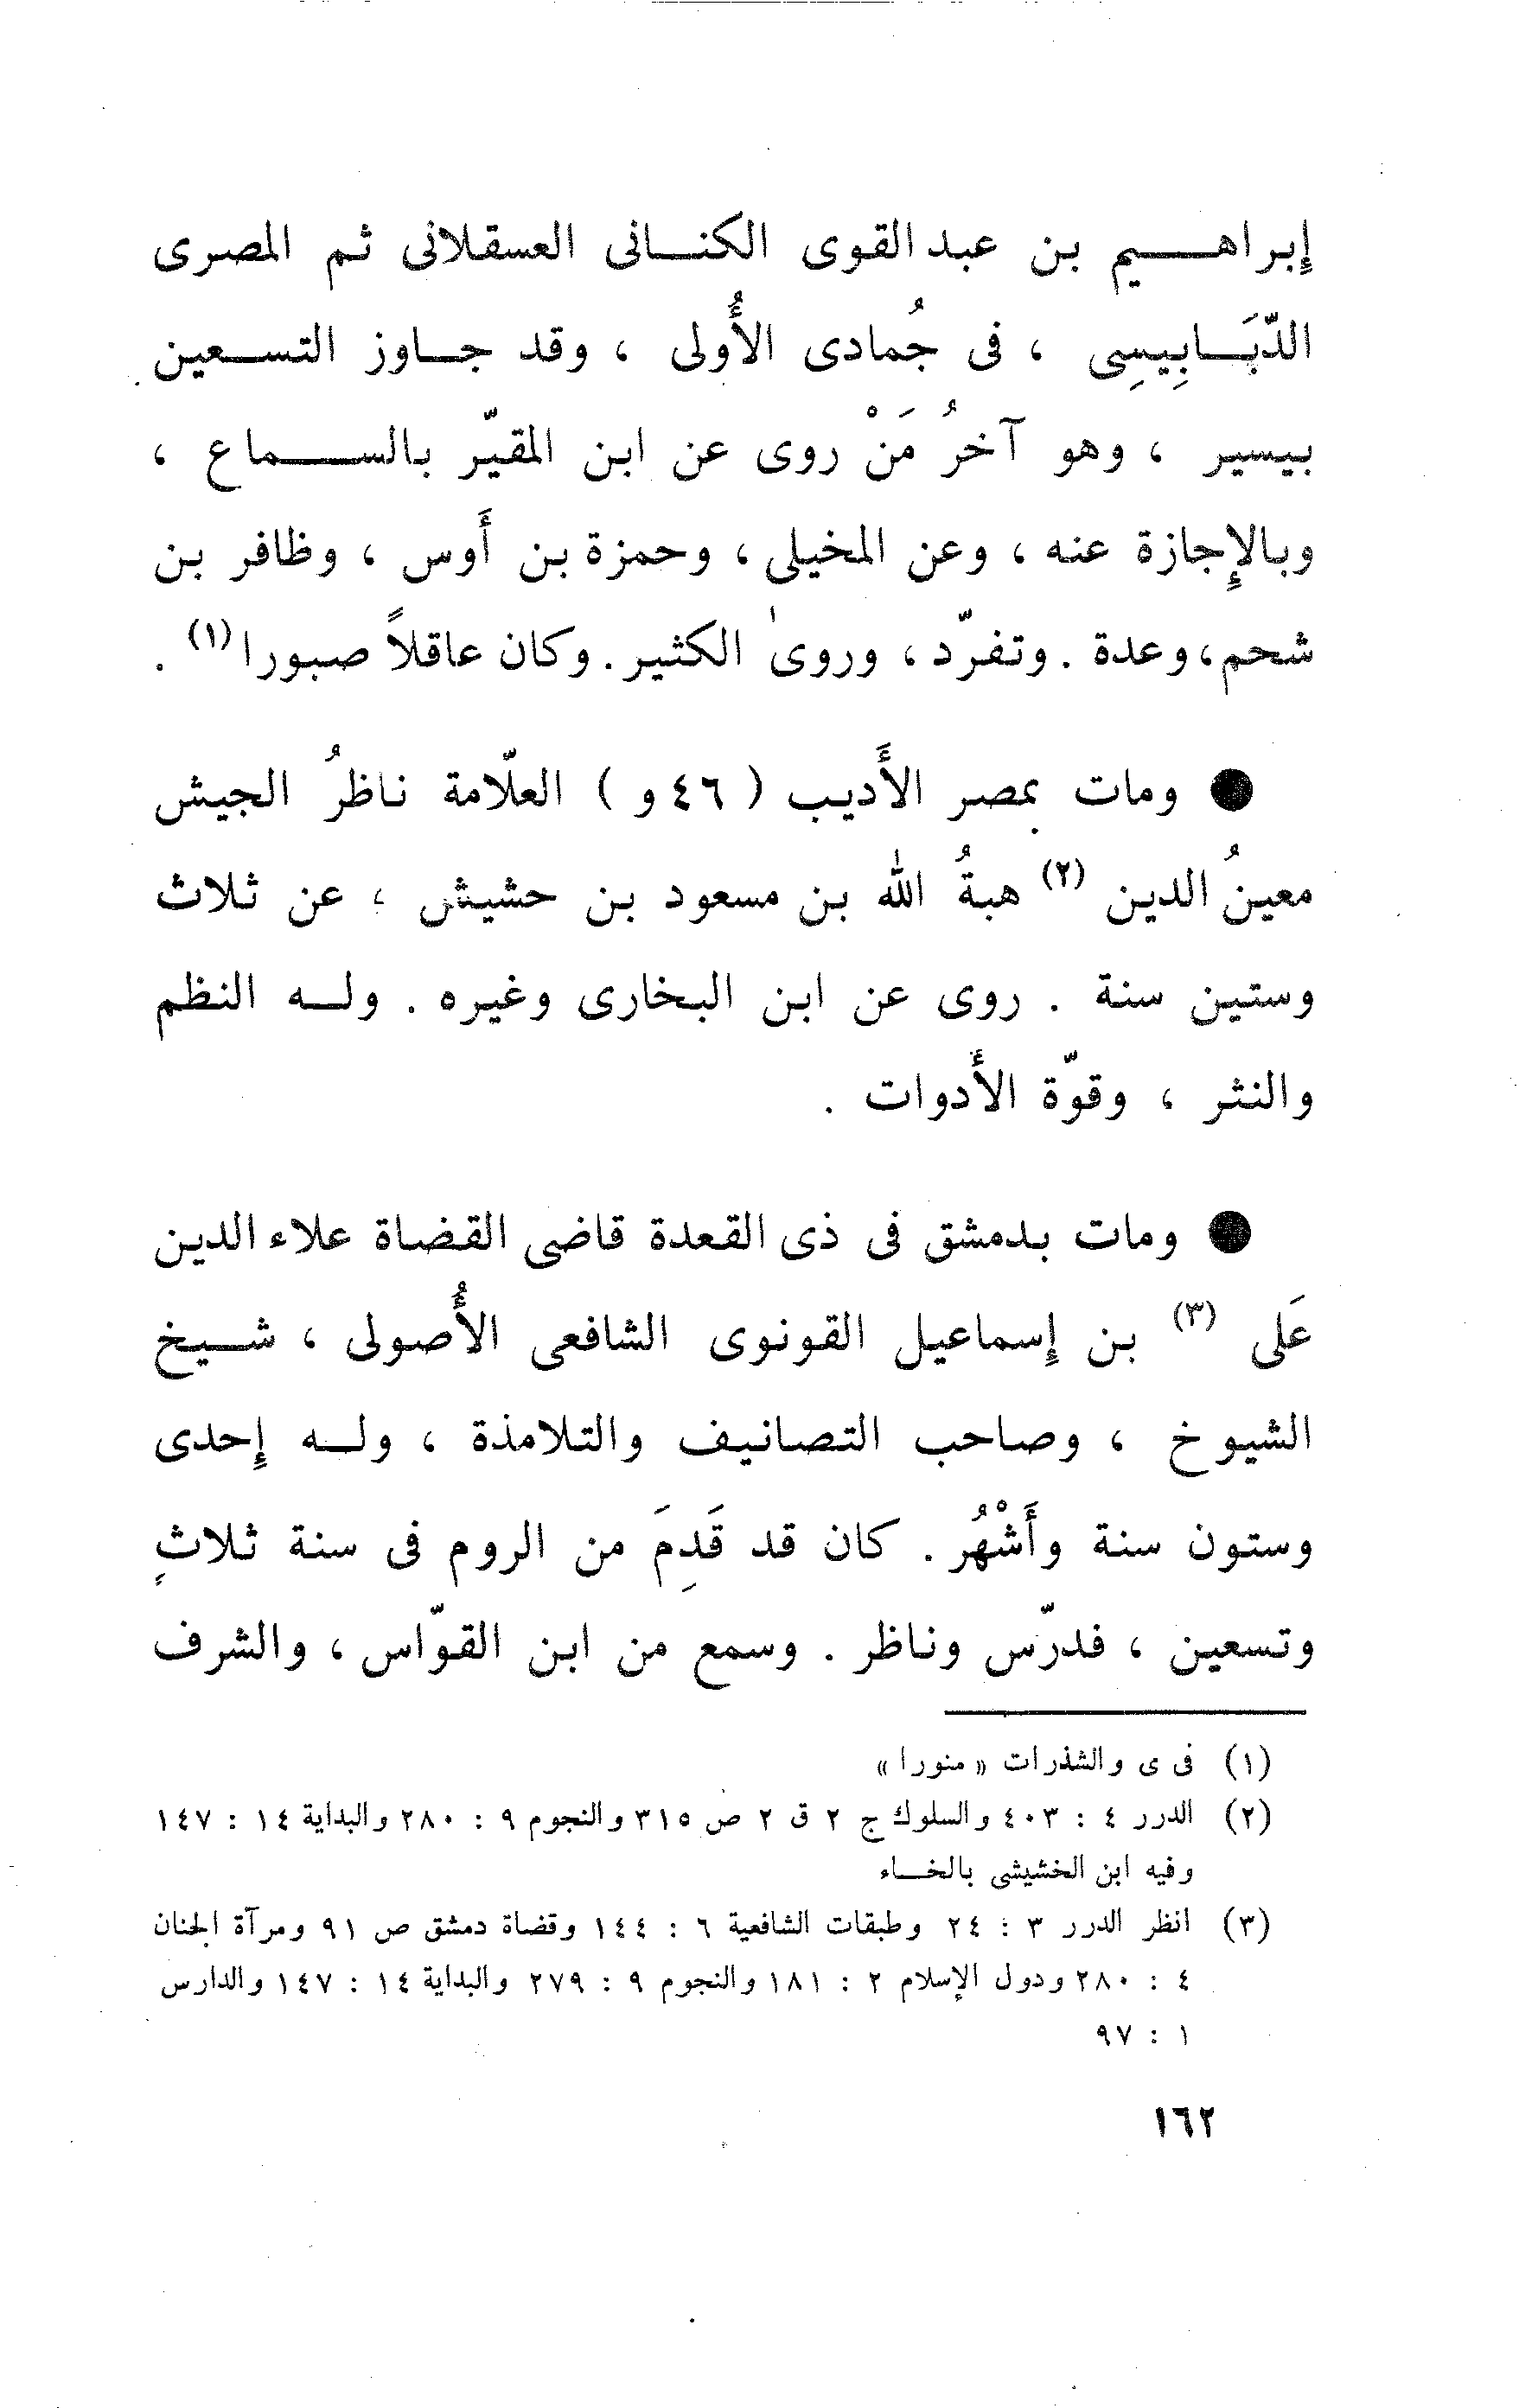 إبراهيم بن عبد القوى الكنانى العسقلانى ثم المصرى
الدّبَابِيسِى ، فى جُمادى الأُولى ، وقد جاوز التسعين
بيسير ، وهو آخرُ مَنْ روى عن ابن المقيّر بالسماع ،
وبالإجازة عنه ، وعن المخيلى ، وحمزة بن أَوس ، وظافر بن
شحم ، وعدة . وتفرّد ، وروى الكثير . وكان عاقلاً صبورا (١) .
● ومات بمصر الأَديب ( ٤٦ و ) العلّامة ناظرُ الجيش
معينُ الدين (٢) هبةُ الله بن مسعود بن حشيش ، عن ثلاث
وستين سنة . روى عن ابن البخارى وغيره . وله النظم
والنثر ، وقوّة الأَدوات .
● ومات بدمشق فى ذى القعدة قاضى القضاة علاء الدين
عَلى (٣) بن إسماعيل القونوى الشافعى الأُصولى ، شيخ
الشيوخ ، وصاحب التصانيف والتلامذة ، وله إحدى
وستون سنة وأَشْهُر . كان قد قَدِمَ من الروم فى سنة ثلاثٍ
وتسعين ، فدرّس وناظر . وسمع من ابن القوّاس ، والشرف
(١) فى ى والشذرات « منورا »
(٢) الدرر ٤ : ٤٠٣ والسلوك ج ٢ ق ٢ ص ٣١٥ والنجوم ٩ : ٢٨٠ والبداية ١٤ : ١٤٧
وفيه ابن الخشيشى بالخاء
(٣) انظر الدرر ٣ : ٢٤ وطبقات الشافعية ٦ : ١٤٤ وقضاة دمشق ص ٩١ ومرآة الجنان
٤ : ٢٨٠ ودول الإسلام ٢ : ١٨١ والنجوم ٩ : ٢٧٩ والبداية ١٤ : ١٤٧ والدارس
١ : ٩٧
١٦٢